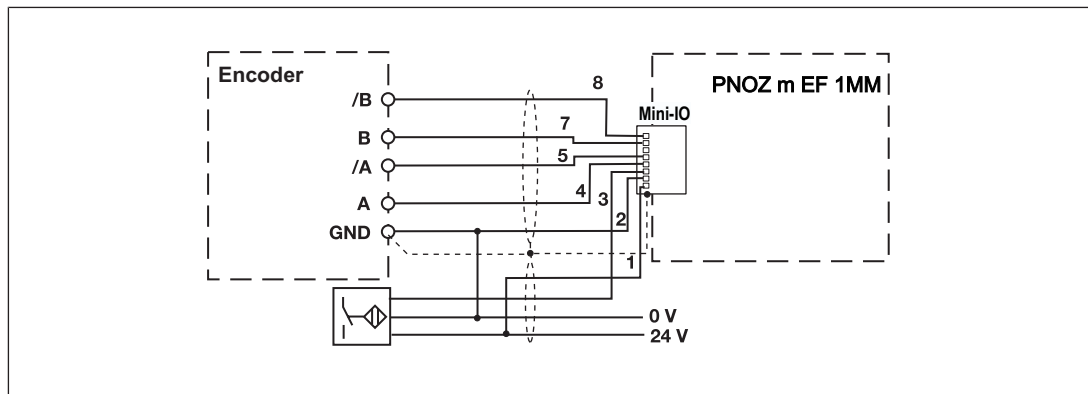 Encoder
PNOZ m EF 1MM
Mini-IO
/B
8
B
7
/A
5
A
4
3
GND
2
1
0 V
24 V